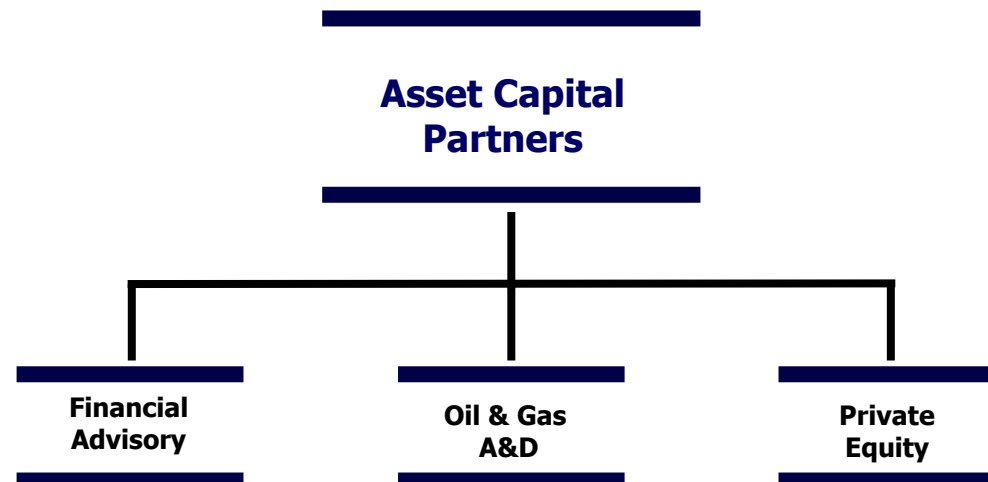 Asset Capital
Partners
Financial
Advisory
Oil & Gas
A&D
Private
Equity